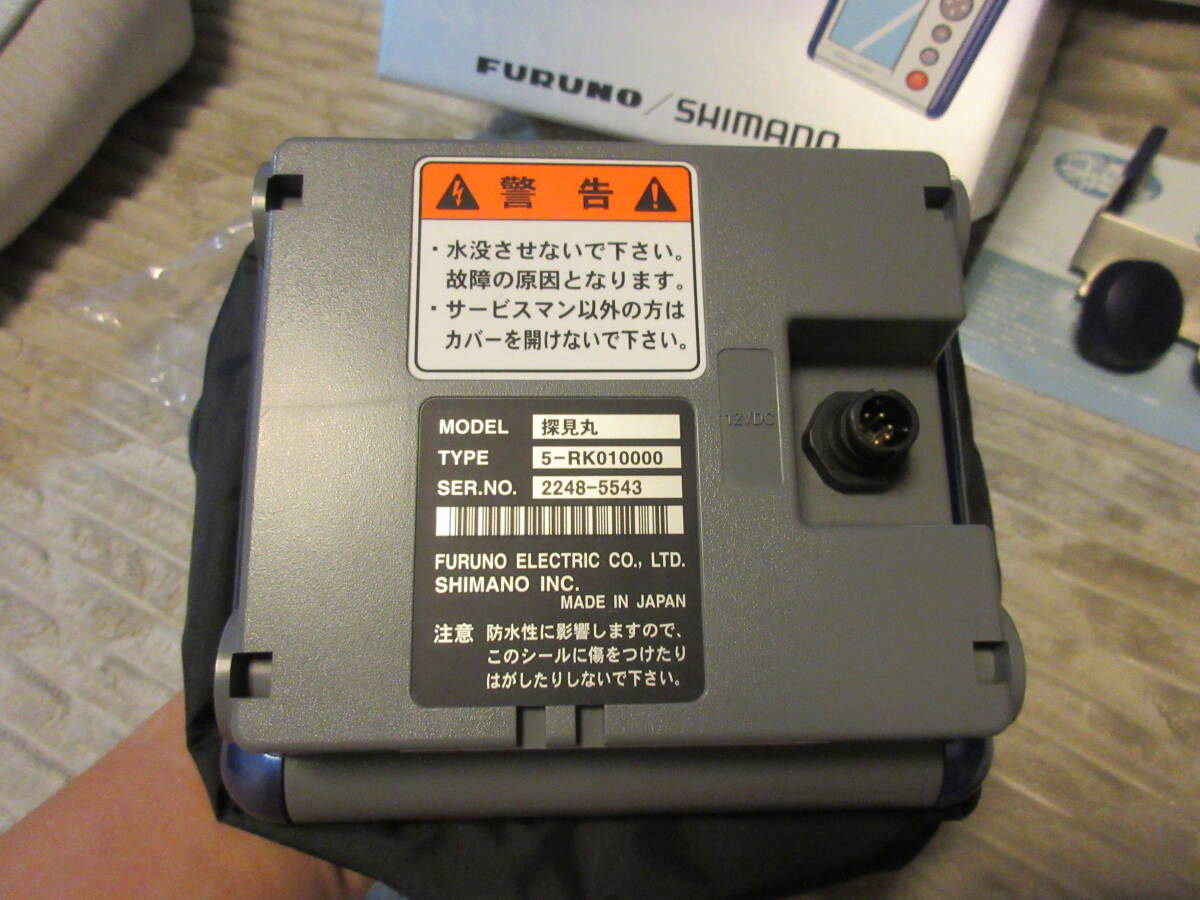 FURUNO / SHIMANO
警告
・水没させないで下さい。
故障の原因となります。
・サービスマン以外の方は
カバーを開けないで下さい。
12VDC
MODEL 探見丸
TYPE 5-RK010000
SER.NO. 2248-5543
FURUNO ELECTRIC CO., LTD.
SHIMANO INC.
MADE IN JAPAN
注意 防水性に影響しますので、
このシールに傷をつけたり
はがしたりしないで下さい。